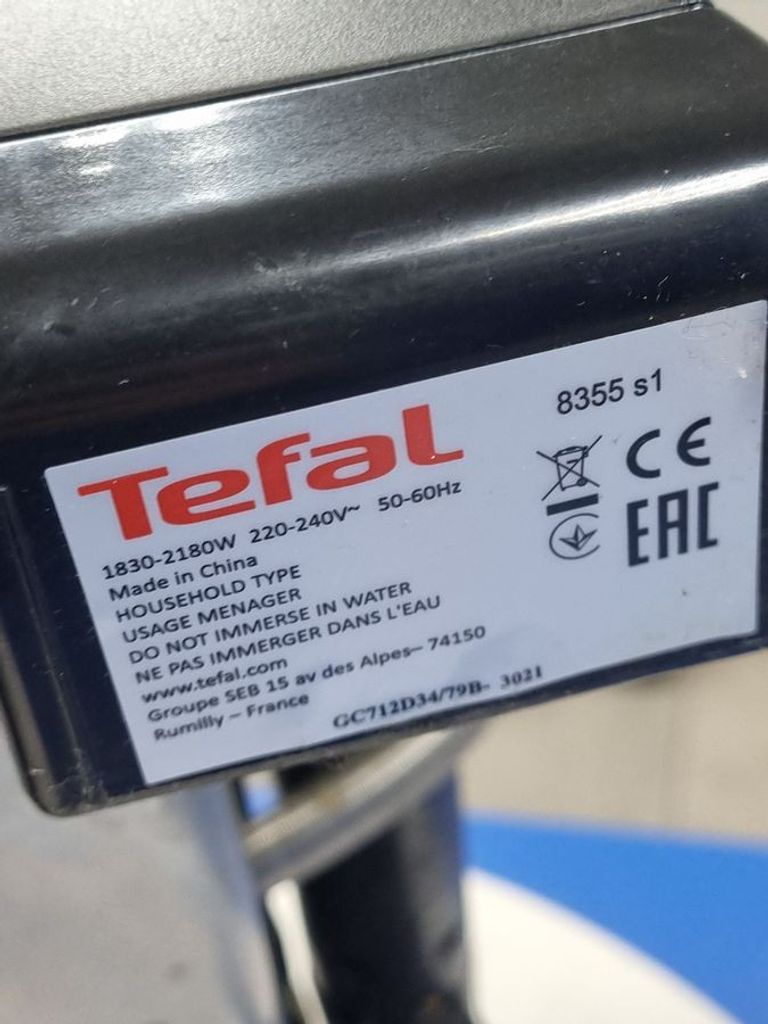 Tefal
8355 s1
1830-2180W 220-240V~ 50-60Hz
Made in China
HOUSEHOLD TYPE
USAGE MENAGER
DO NOT IMMERSE IN WATER
NE PAS IMMERGER DANS L'EAU
www.tefal.com
Groupe SEB 15 av des Alpes– 74150
Rumilly – France
GC712D34/79B- 3021
CE
EAC